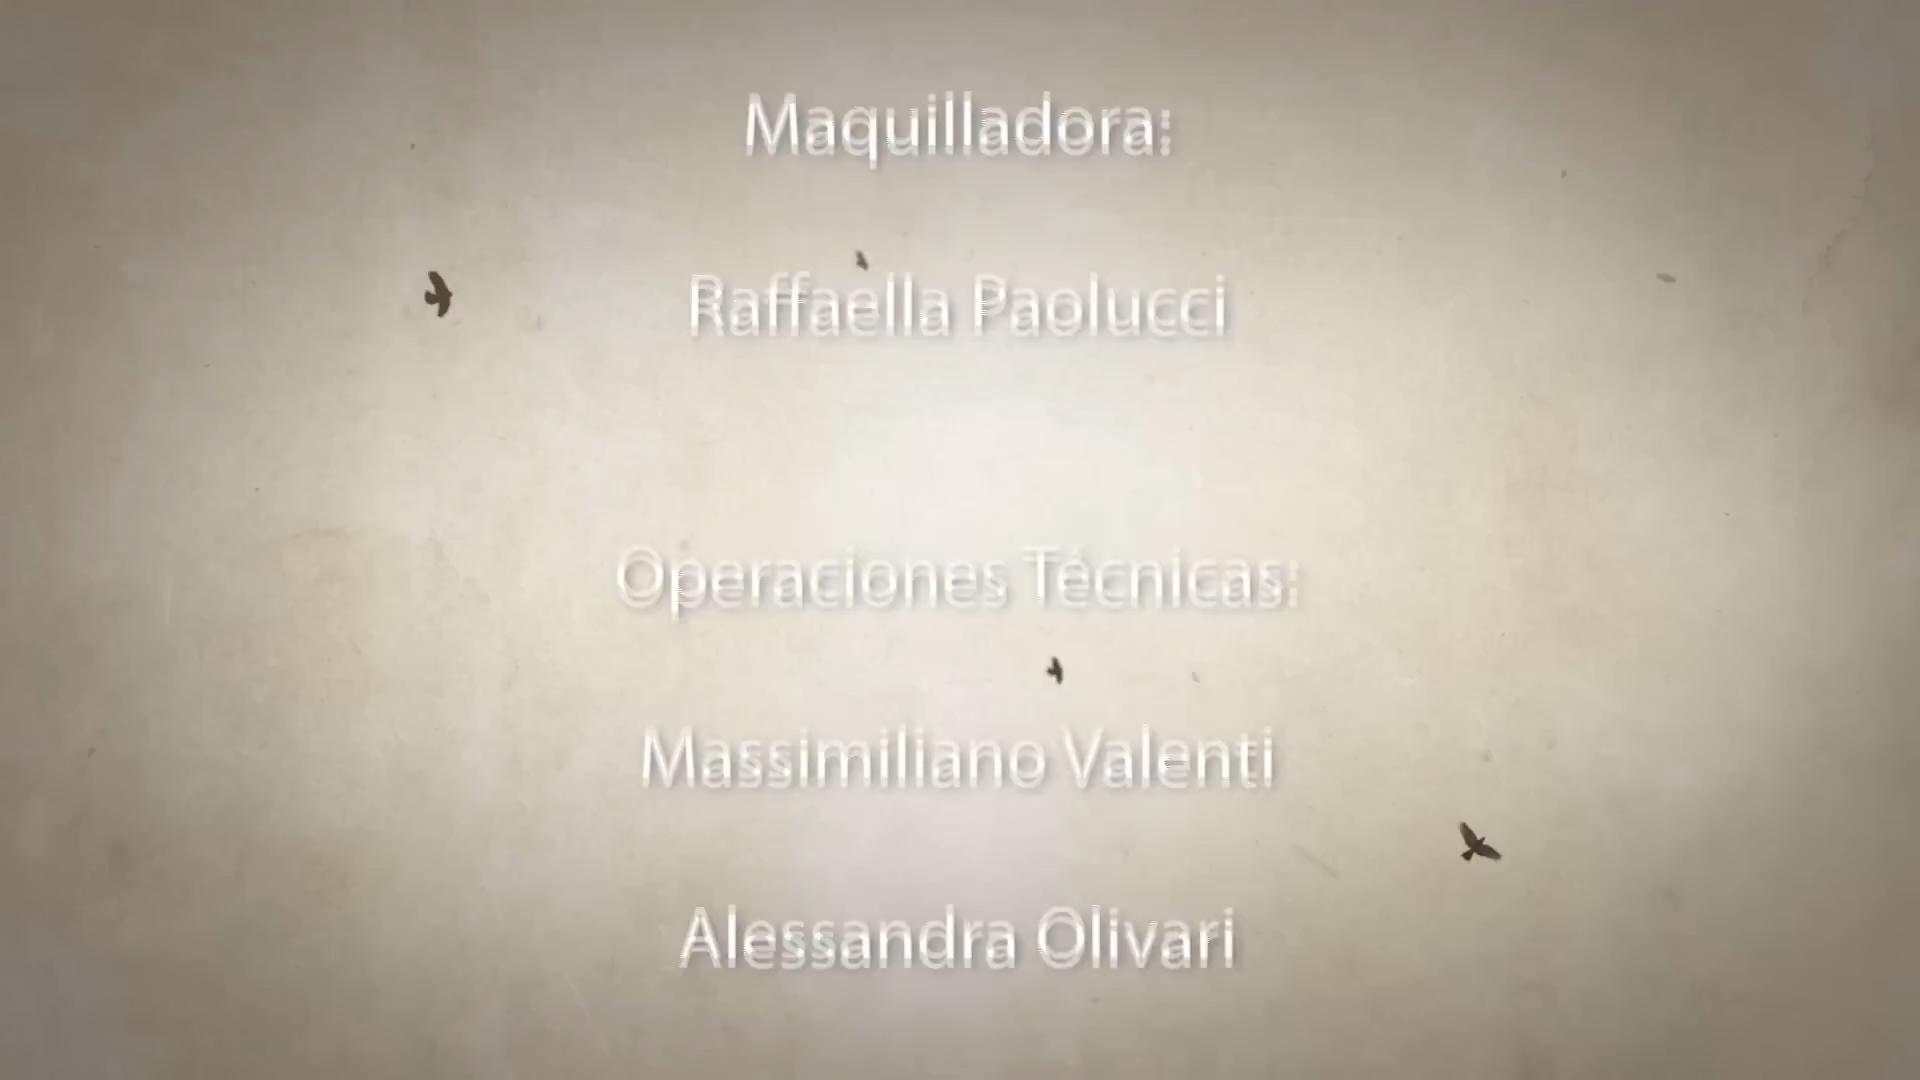 Maquilladora:
Raffaella Paolucci
Operaciones Técnicas:
Massimiliano Valenti
Alessandra Olivari